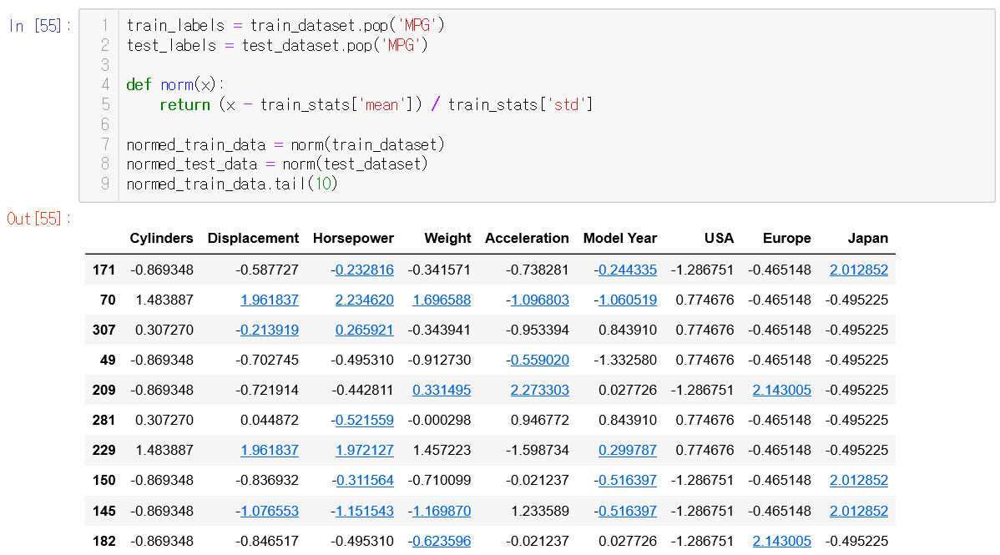 In [55]:
1 train_labels = train_dataset.pop('MPG')
2 test_labels = test_dataset.pop('MPG')
3
4 def norm(x):
5     return (x - train_stats['mean']) / train_stats['std']
6
7 normed_train_data = norm(train_dataset)
8 normed_test_data = norm(test_dataset)
9 normed_train_data.tail(10)
Out[55]:
Cylinders Displacement Horsepower Weight Acceleration Model Year USA Europe Japan
171 -0.869348 -0.587727 -0.232816 -0.341571 -0.738281 -0.244335 -1.286751 -0.465148 2.012852
70 1.483887 1.961837 2.234620 1.696588 -1.096803 -1.060519 0.774676 -0.465148 -0.495225
307 0.307270 -0.213919 0.265921 -0.343941 -0.953394 0.843910 0.774676 -0.465148 -0.495225
49 -0.869348 -0.702745 -0.495310 -0.912730 -0.559020 -1.332580 0.774676 -0.465148 -0.495225
209 -0.869348 -0.721914 -0.442811 0.331495 2.273303 0.027726 -1.286751 2.143005 -0.495225
281 0.307270 0.044872 -0.521559 -0.000298 0.946772 0.843910 0.774676 -0.465148 -0.495225
229 1.483887 1.961837 1.972127 1.457223 -1.598734 0.299787 0.774676 -0.465148 -0.495225
150 -0.869348 -0.836932 -0.311564 -0.710099 -0.021237 -0.516397 -1.286751 -0.465148 2.012852
145 -0.869348 -1.076553 -1.151543 -1.169870 1.233589 -0.516397 -1.286751 -0.465148 2.012852
182 -0.869348 -0.846517 -0.495310 -0.623596 -0.021237 0.027726 -1.286751 2.143005 -0.495225